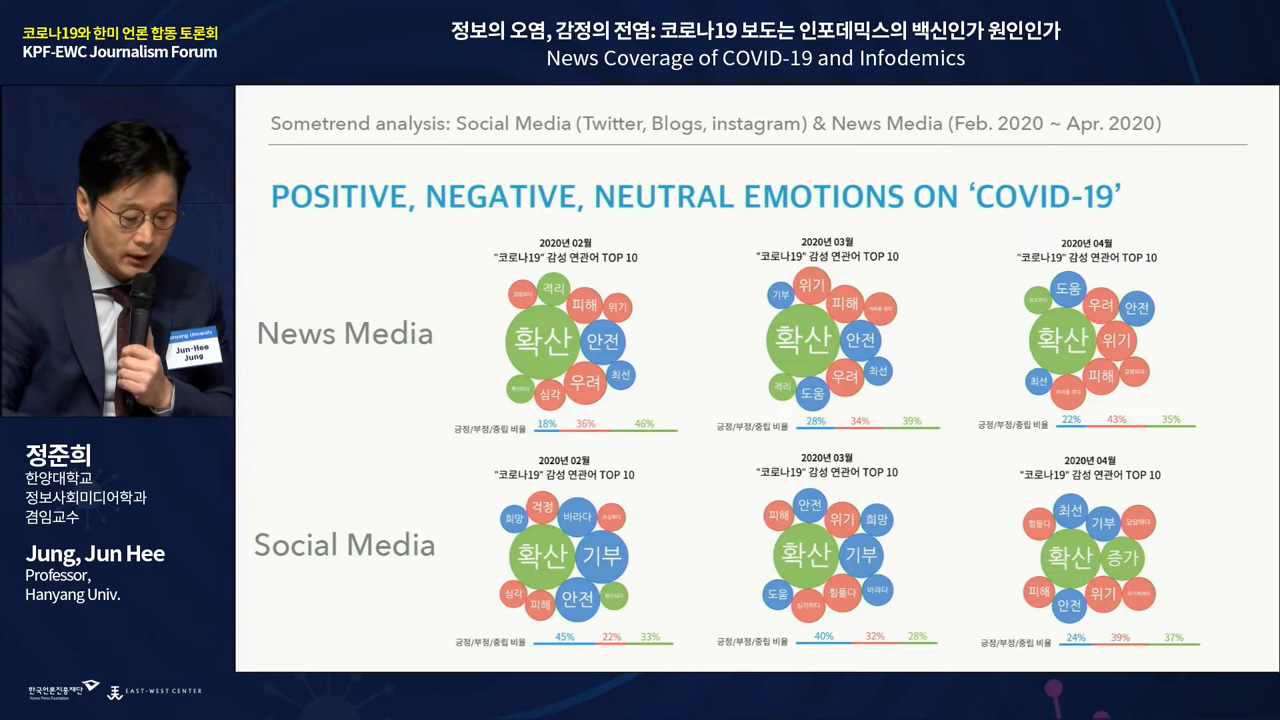 코로나19와 한미 언론 합동 토론회
KPF-EWC Journalism Forum
정보의 오염, 감정의 전염: 코로나19 보도는 인포데믹스의 백신인가 원인인가
News Coverage of COVID-19 and Infodemics
Sometrend analysis: Social Media (Twitter, Blogs, instagram) & News Media (Feb. 2020 ~ Apr. 2020)
POSITIVE, NEGATIVE, NEUTRAL EMOTIONS ON ‘COVID-19’
News Media
2020년 02월
"코로나19" 감성 연관어 TOP 10
격리
피해
위기
확산
안전
최선
우려
심각
긍정/부정/중립 비율
18% 36% 46%
2020년 03월
"코로나19" 감성 연관어 TOP 10
기부
위기
피해
확산
안전
최선
우려
격리
도움
긍정/부정/중립 비율
28% 34% 39%
2020년 04월
"코로나19" 감성 연관어 TOP 10
도움
우려
안전
확산
위기
피해
최선
긍정/부정/중립 비율
22% 43% 35%
Social Media
2020년 02월
"코로나19" 감성 연관어 TOP 10
희망
걱정
바라다
확산
기부
심각
피해
안전
긍정/부정/중립 비율
45% 22% 33%
2020년 03월
"코로나19" 감성 연관어 TOP 10
피해
안전
위기
희망
확산
기부
도움
심각하다
힘들다
바라다
긍정/부정/중립 비율
40% 32% 28%
2020년 04월
"코로나19" 감성 연관어 TOP 10
힘들다
최선
기부
답답하다
확산
증가
피해
안전
위기
긍정/부정/중립 비율
24% 39% 37%
Hanyang University
Jun-Hee
Jung
정준희
한양대학교
정보사회미디어학과
겸임교수
Jung, Jun Hee
Professor,
Hanyang Univ.
한국언론진흥재단
Korea Press Foundation
EAST-WEST CENTER